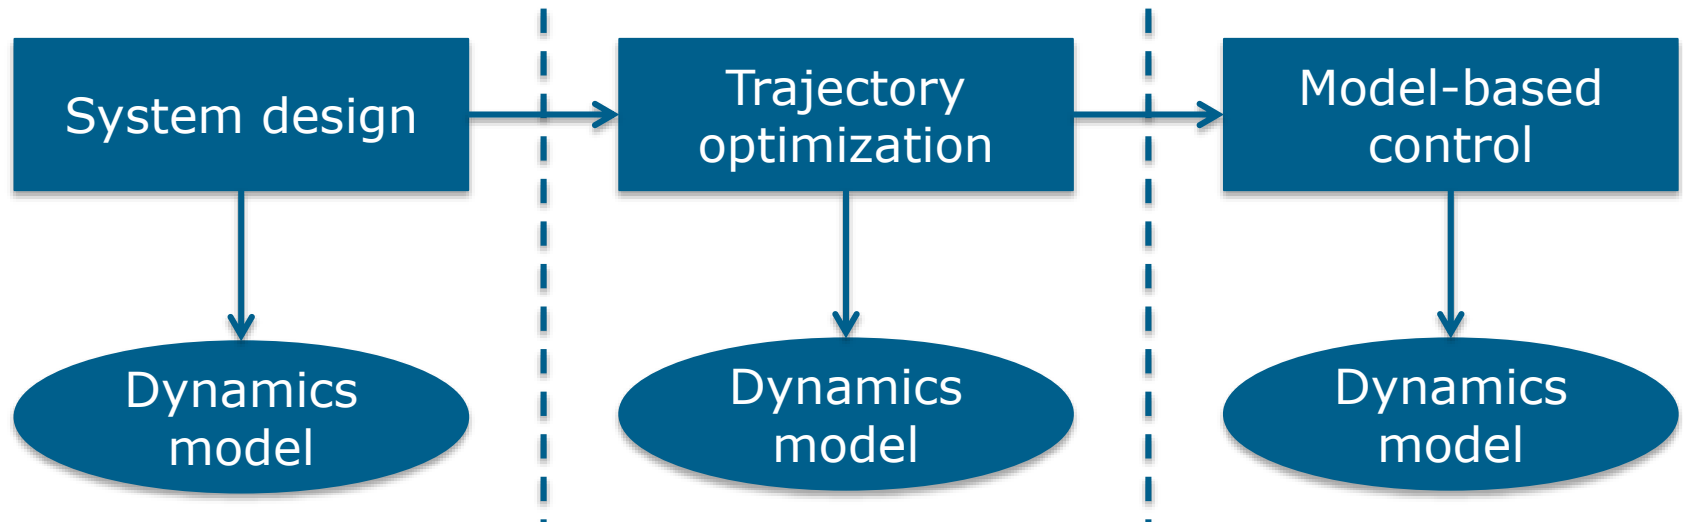 System design
Trajectory
optimization
Model-based
control
Dynamics
model
Dynamics
model
Dynamics
model